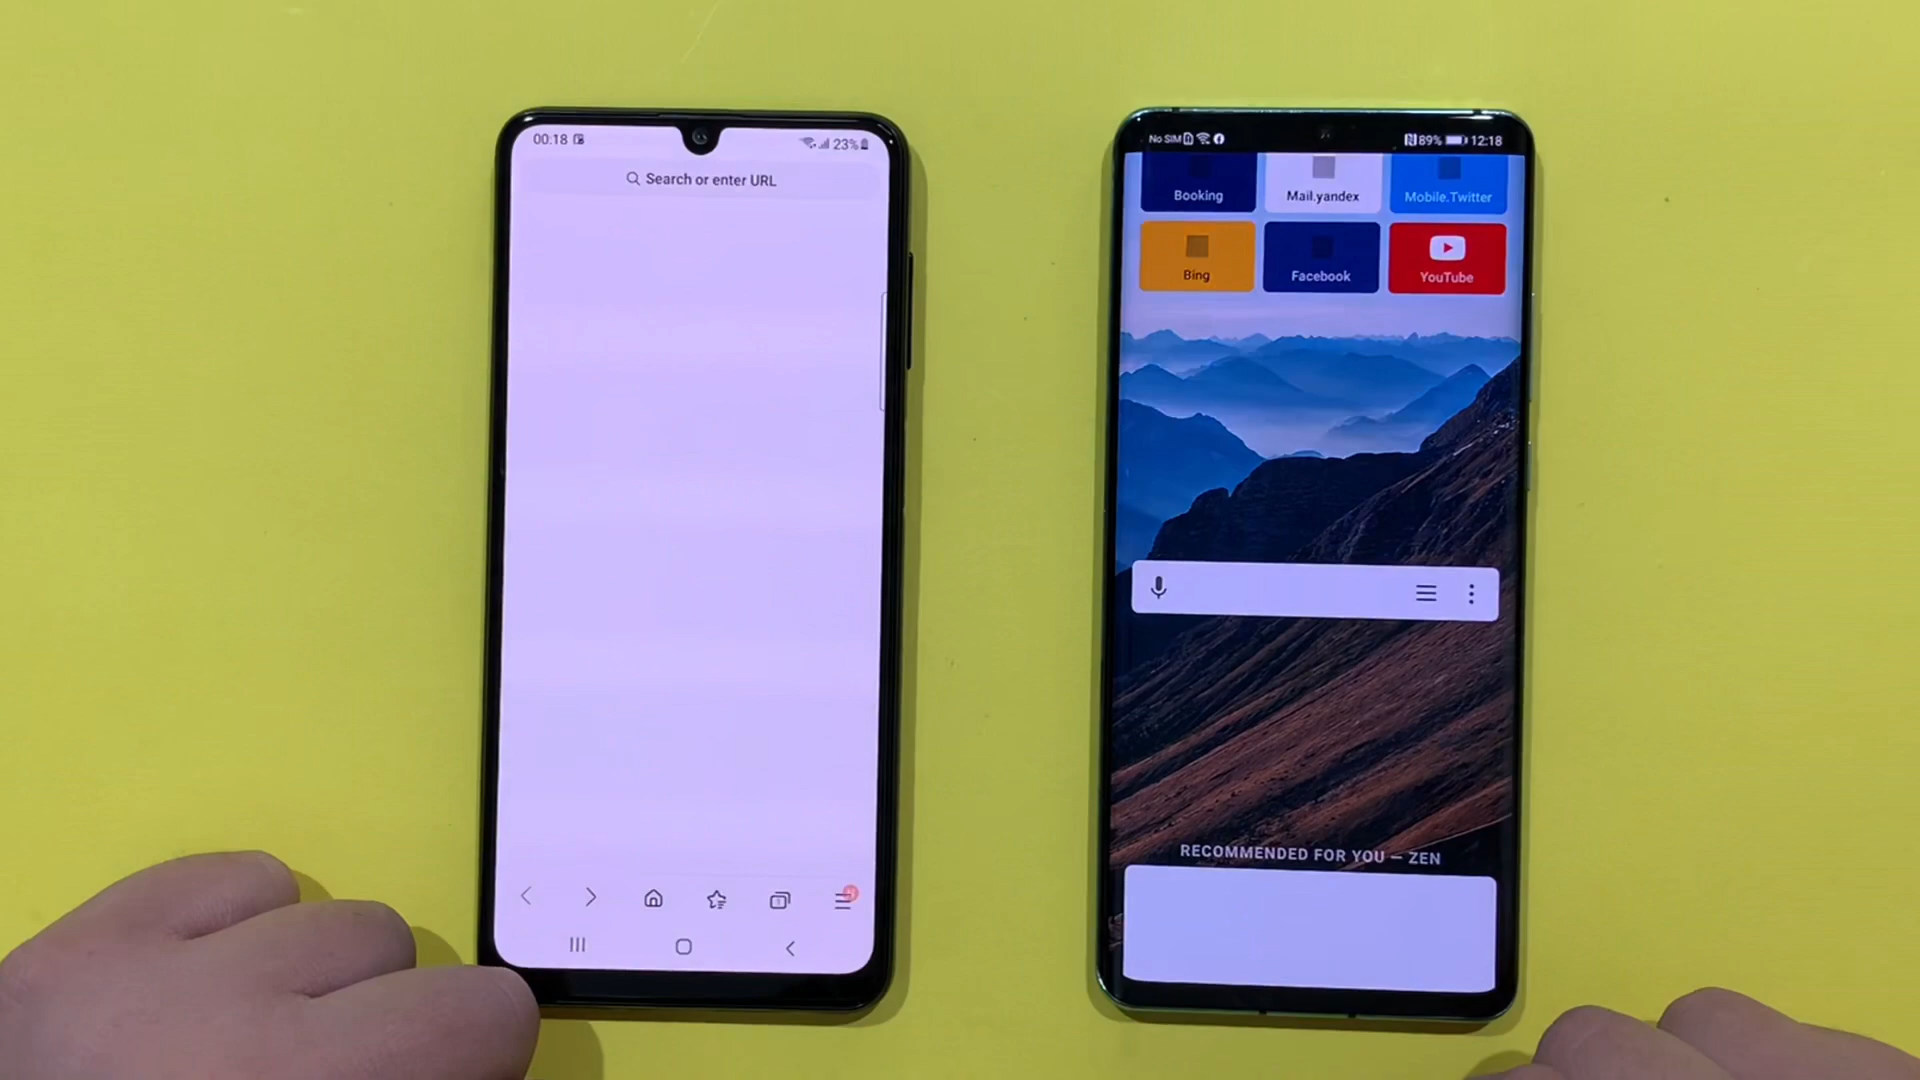 00:18
23%
Search or enter URL
No SIM
89%
12:18
Booking
Mail.yandex
Mobile.Twitter
Bing
Facebook
YouTube
RECOMMENDED FOR YOU — ZEN